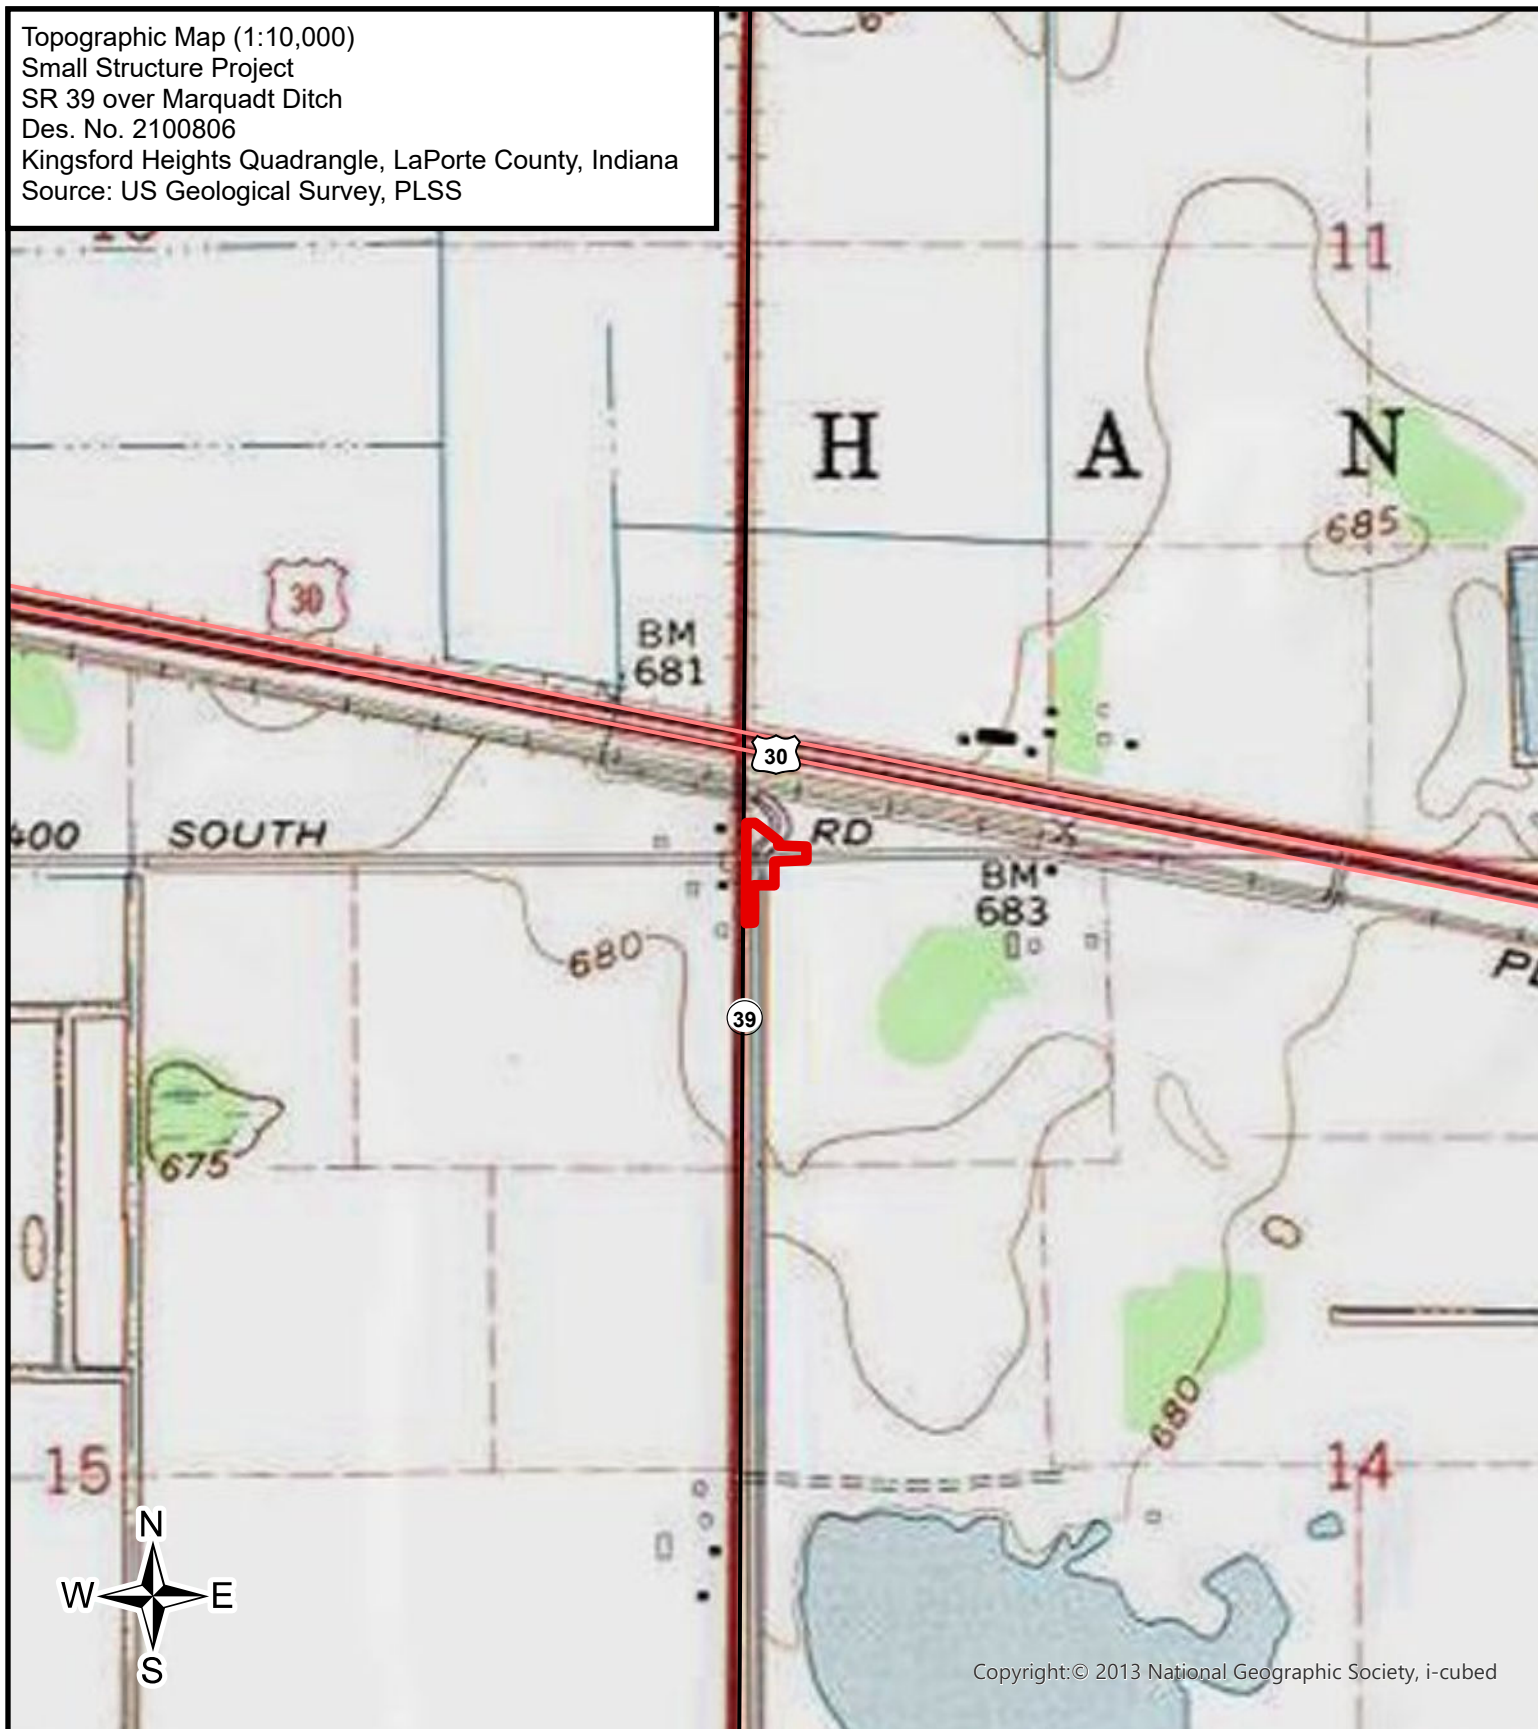 Topographic Map (1:10,000)
Small Structure Project
SR 39 over Marquadt Ditch
Des. No. 2100806
Kingsford Heights Quadrangle, LaPorte County, Indiana
Source: US Geological Survey, PLSS
11
H A N
685
30
BM
681
30
400 SOUTH RD
BM
683
680
39
675
680
15
14
N
W E
S
Copyright:© 2013 National Geographic Society, i-cubed